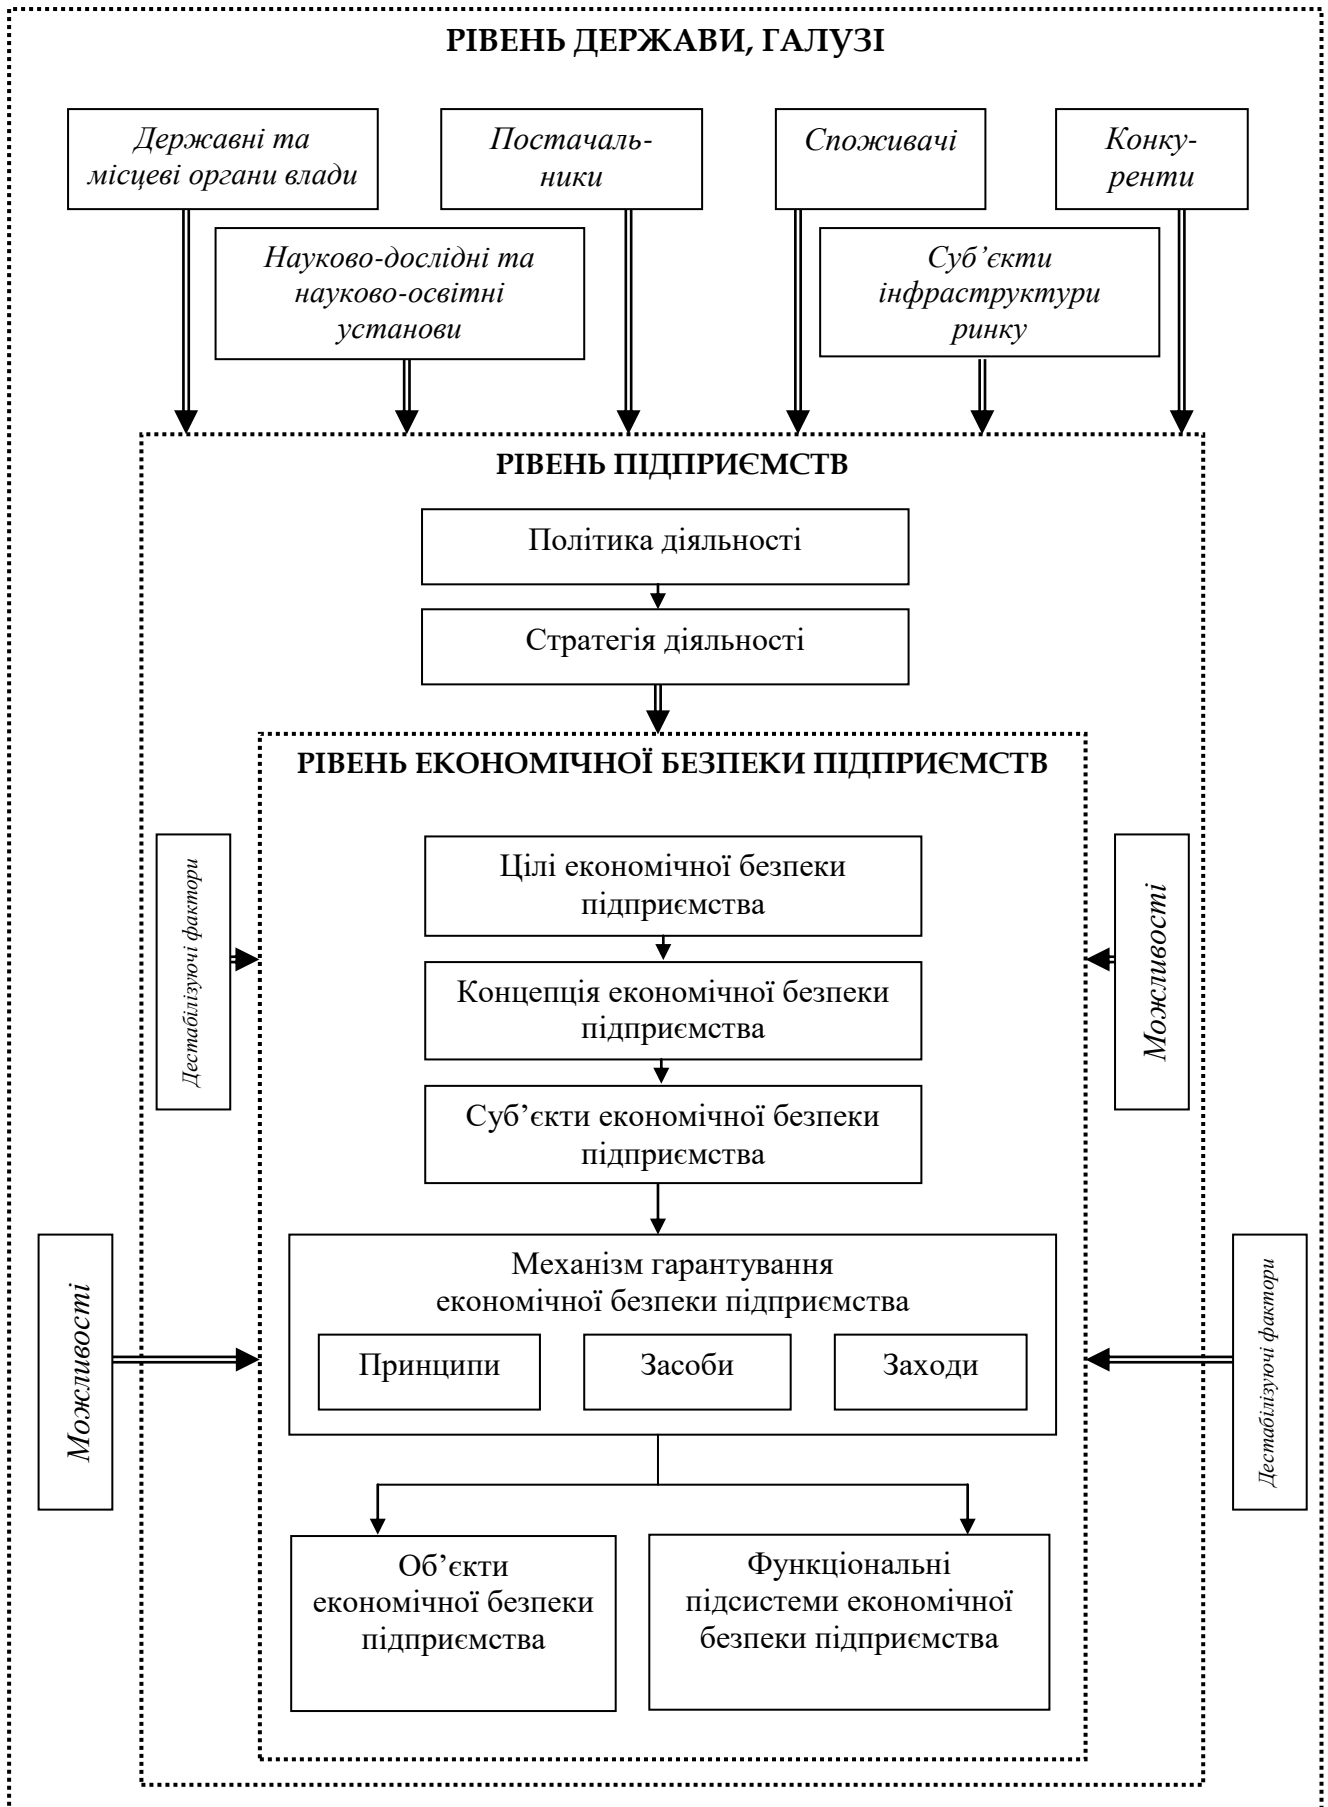 РІВЕНЬ ДЕРЖАВИ, ГАЛУЗІ
Державні та
місцеві органи влади
Постачаль-
ники
Споживачі
Конку-
ренти
Науково-дослідні та
науково-освітні
установи
Суб’єкти
інфраструктури
ринку
РІВЕНЬ ПІДПРИЄМСТВ
Політика діяльності
Стратегія діяльності
РІВЕНЬ ЕКОНОМІЧНОЇ БЕЗПЕКИ ПІДПРИЄМСТВ
Дестабілізуючі фактори
Цілі економічної безпеки
підприємства
Можливості
Концепція економічної безпеки
підприємства
Суб’єкти економічної безпеки
підприємства
Можливості
Механізм гарантування
економічної безпеки підприємства
Принципи
Засоби
Заходи
Дестабілізуючі фактори
Об’єкти
економічної безпеки
підприємства
Функціональні
підсистеми економічної
безпеки підприємства